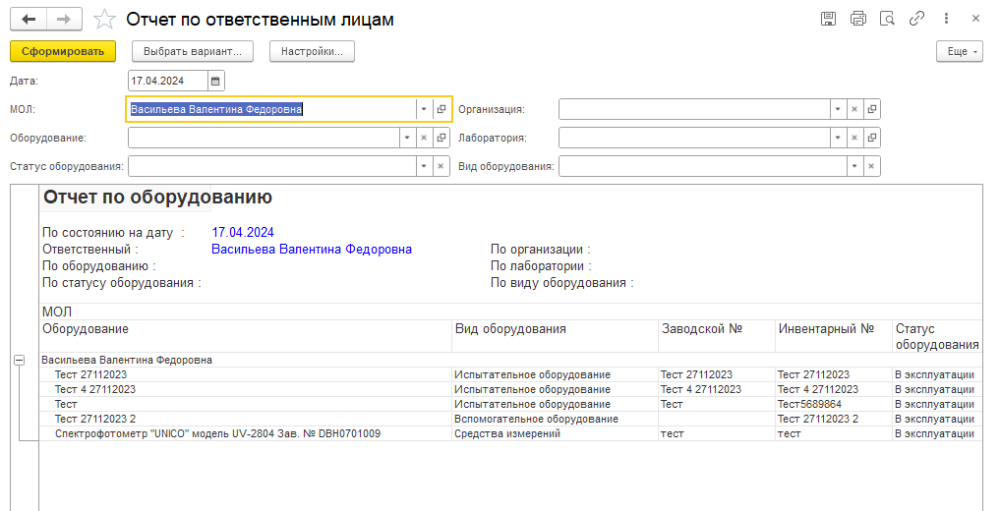 Отчет по ответственным лицам
Сформировать Выбрать вариант... Настройки... Еще
Дата: 17.04.2024
МОЛ: Васильева Валентина Федоровна Организация:
Оборудование: Лаборатория:
Статус оборудования: Вид оборудования:
Отчет по оборудованию
По состоянию на дату : 17.04.2024
Ответственный : Васильева Валентина Федоровна По организации :
По оборудованию : По лаборатории :
По статусу оборудования : По виду оборудования :
МОЛ
Оборудование Вид оборудования Заводской № Инвентарный № Статус
оборудования
Васильева Валентина Федоровна
Тест 27112023 Испытательное оборудование Тест 27112023 Тест 27112023 В эксплуатации
Тест 4 27112023 Испытательное оборудование Тест 4 27112023 Тест 4 27112023 В эксплуатации
Тест Испытательное оборудование Тест Тест5689864 В эксплуатации
Тест 27112023 2 Вспомогательное оборудование Тест 27112023 2 В эксплуатации
Спектрофотометр "UNICO" модель UV-2804 Зав. № DBH0701009 Средства измерений тест тест В эксплуатации